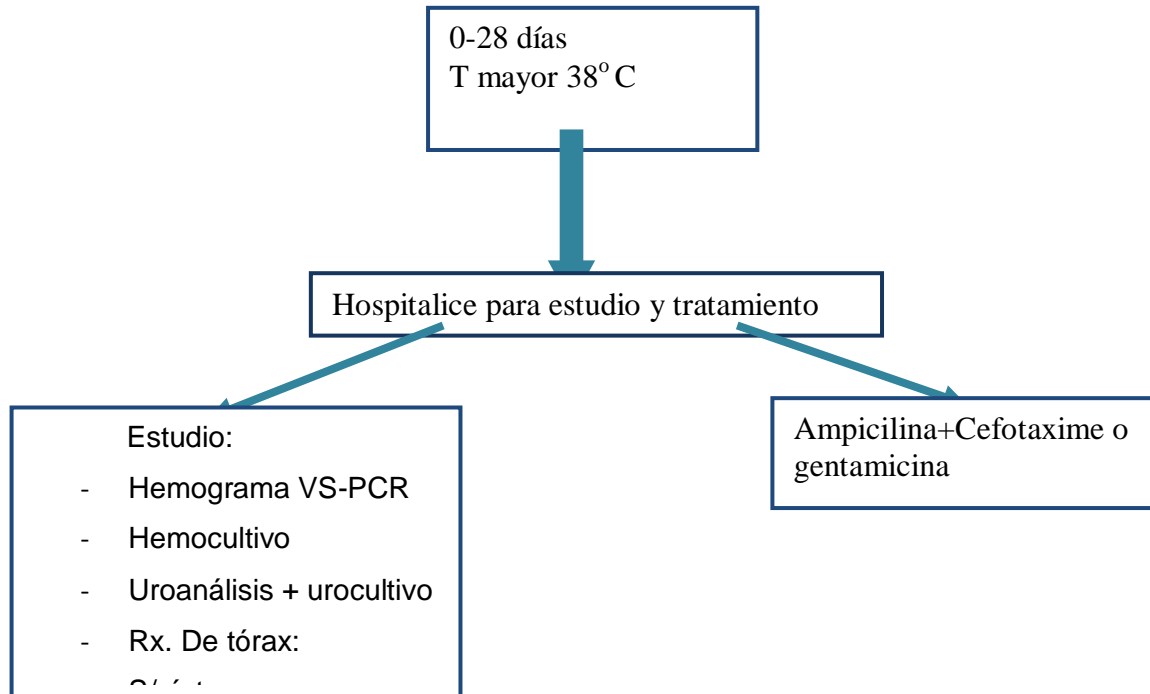 0-28 días
T mayor 38° C
Hospitalice para estudio y tratamiento
Estudio:
- Hemograma VS-PCR
- Hemocultivo
- Uroanálisis + urocultivo
- Rx. De tórax:
-
Ampicilina+Cefotaxime o
gentamicina